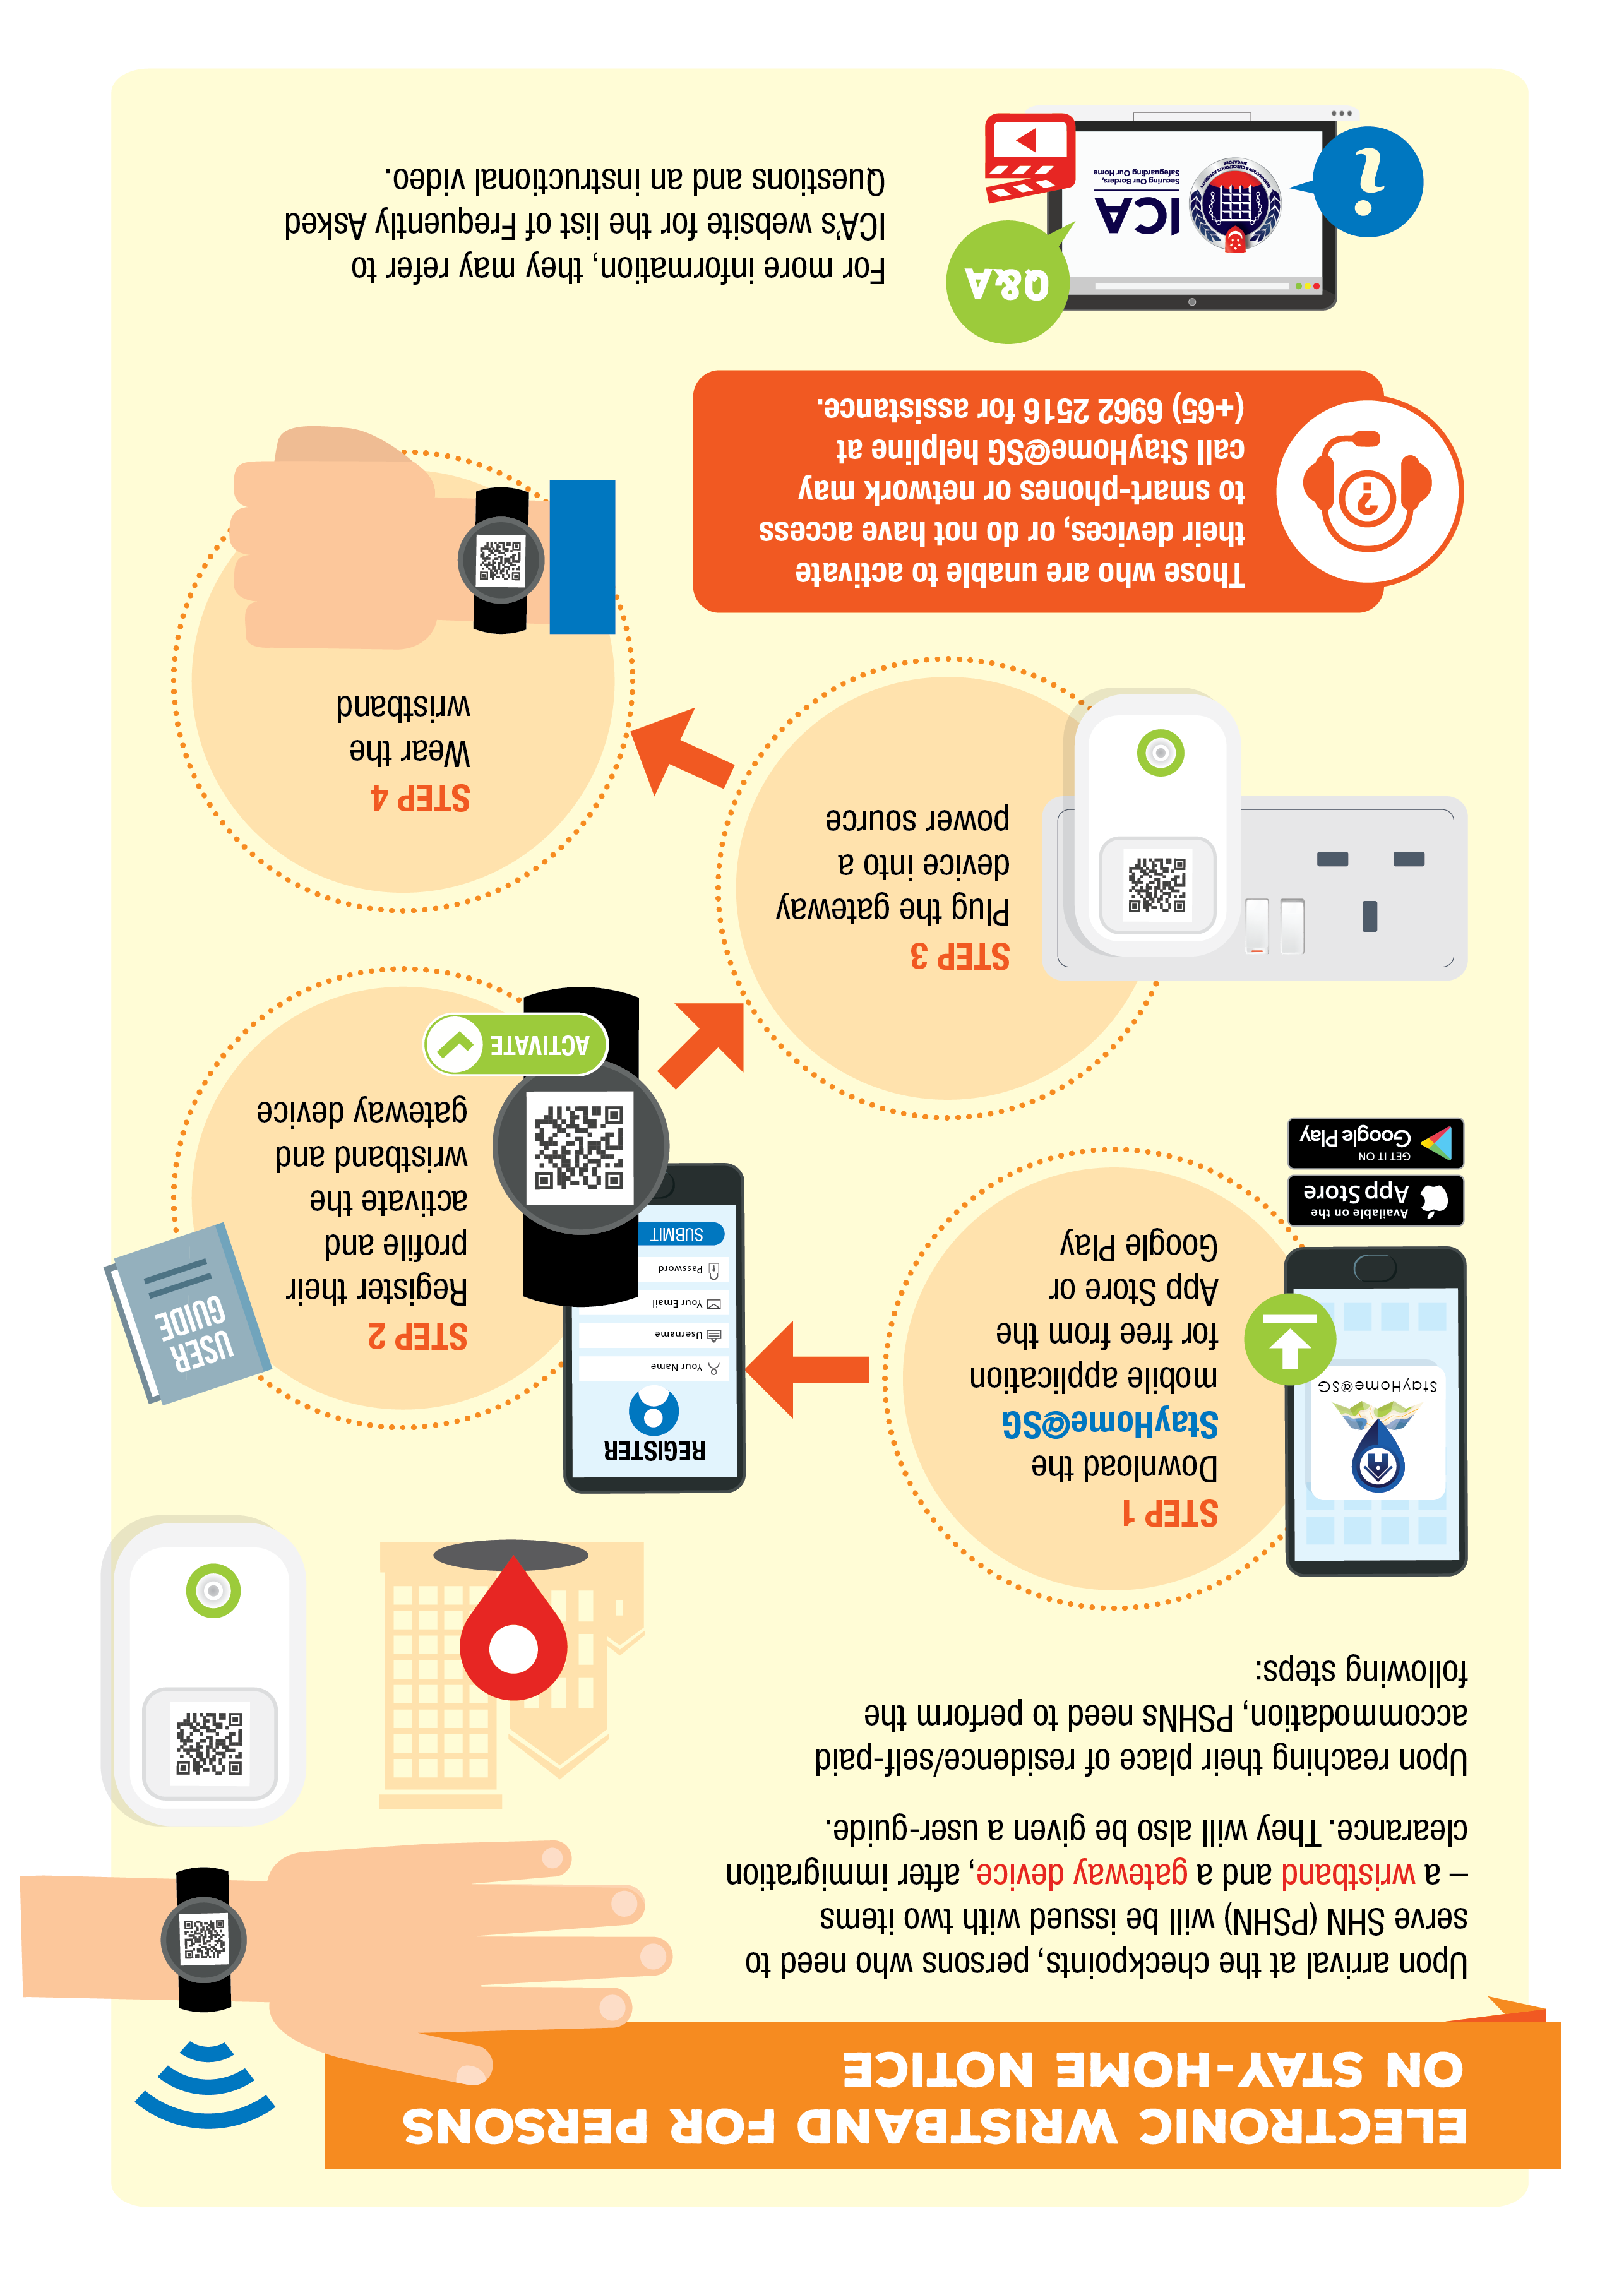 ELECTRONIC WRISTBAND FOR PERSONS
ON STAY-HOME NOTICE
Upon arrival at the checkpoints, persons who need to
serve SHN (PSHN) will be issued with two items
– a wristband and a gateway device, after immigration
clearance. They will also be given a user-guide.
Upon reaching their place of residence/self-paid
accommodation, PSHNs need to perform the
following steps:
STEP 1
Download the
StayHome@SG
mobile application
for free from the
App Store or
Google Play
StayHome@SG
Available on the
App Store
GET IT ON
Google Play
REGISTER
Your Name
Username
Your Email
Password
SUBMIT
STEP 2
Register their
profile and
activate the
wristband and
gateway device
USER
GUIDE
ACTIVATE
STEP 3
Plug the gateway
device into a
power source
STEP 4
Wear the
wristband
?
Those who are unable to activate
their devices, or do not have access
to smart-phones or network may
call StayHome@SG helpline at
(+65) 6962 2516 for assistance.
i
IMMIGRATION & CHECKPOINTS AUTHORITY
SINGAPORE
ICA
Securing Our Borders,
Safeguarding Our Home
Q&A
For more information, they may refer to
ICA's website for the list of Frequently Asked
Questions and an instructional video.